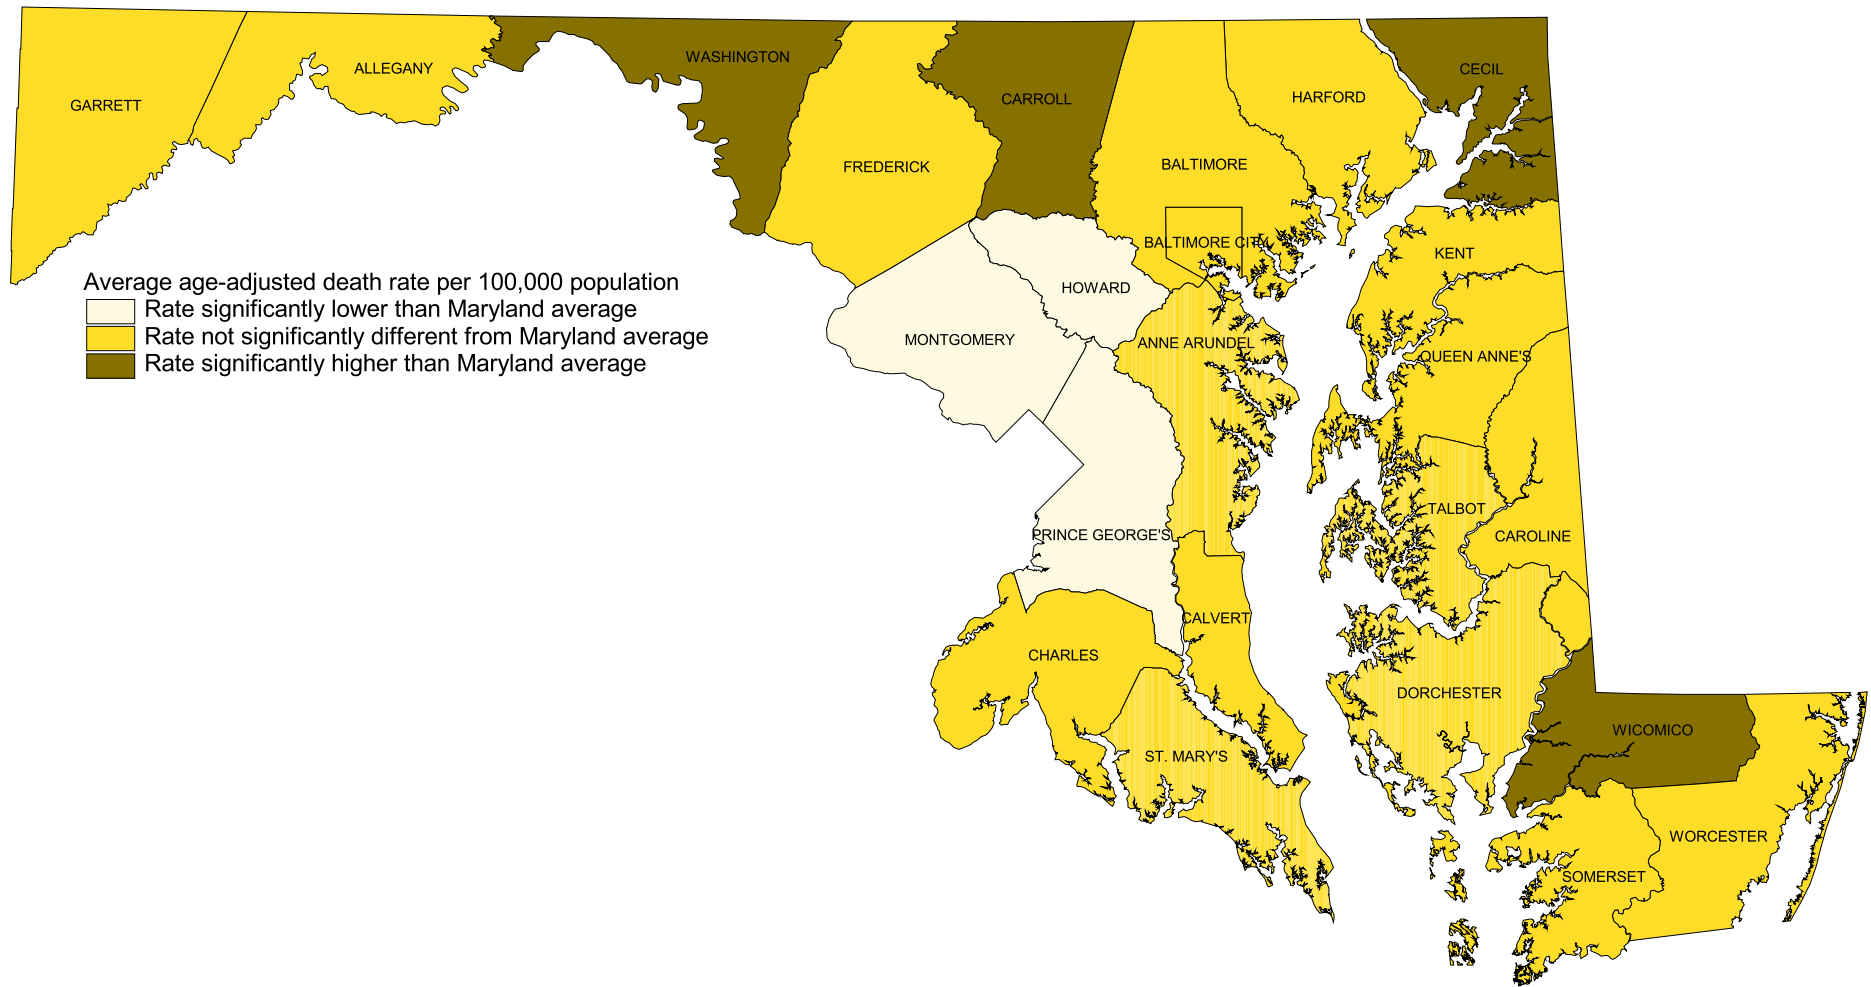 WASHINGTON
ALLEGANY
CECIL
GARRETT
CARROLL
HARFORD
FREDERICK
BALTIMORE
BALTIMORE CITY
KENT
Average age-adjusted death rate per 100,000 population
Rate significantly lower than Maryland average
Rate not significantly different from Maryland average
Rate significantly higher than Maryland average
HOWARD
MONTGOMERY
ANNE ARUNDEL
QUEEN ANNE'S
TALBOT
PRINCE GEORGE'S
CAROLINE
CALVERT
CHARLES
DORCHESTER
WICOMICO
ST. MARY'S
WORCESTER
SOMERSET